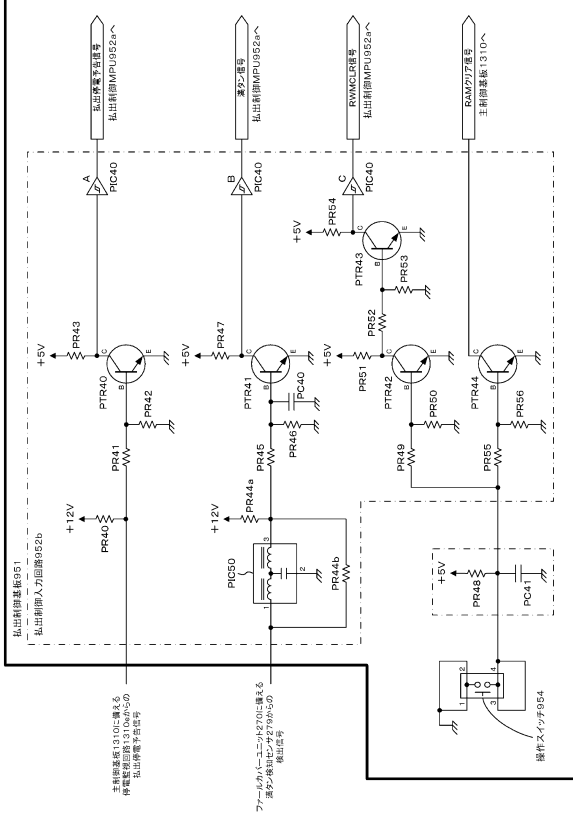 払出制御基板951
払出制御入力回路952b
主制御基板1310に備える
停電監視回路1310eからの
払出停電予告信号
+12V
PR40
PR41
PR42
+5V
PR43
PTR40
B
C
E
A
PIC40
払出停電予告信号
払出制御MPU952aへ
ファールカバーユニット270に備える
満タン検知センサ279からの
検出信号
PIC50
1
2
3
PR44b
+12V
PR44a
PR45
PR46
PC40
+5V
PR47
PTR41
B
C
E
B
PIC40
満タン信号
払出制御MPU952aへ
操作スイッチ954
1
2
3
4
+5V
PR48
PC41
PR49
PR50
+5V
PR51
PTR42
B
C
E
PR52
PR53
+5V
PR54
PTR43
B
C
E
C
PIC40
RWMCLR信号
払出制御MPU952aへ
PR55
PR56
PTR44
B
C
E
RAMクリア信号
主制御基板1310へ